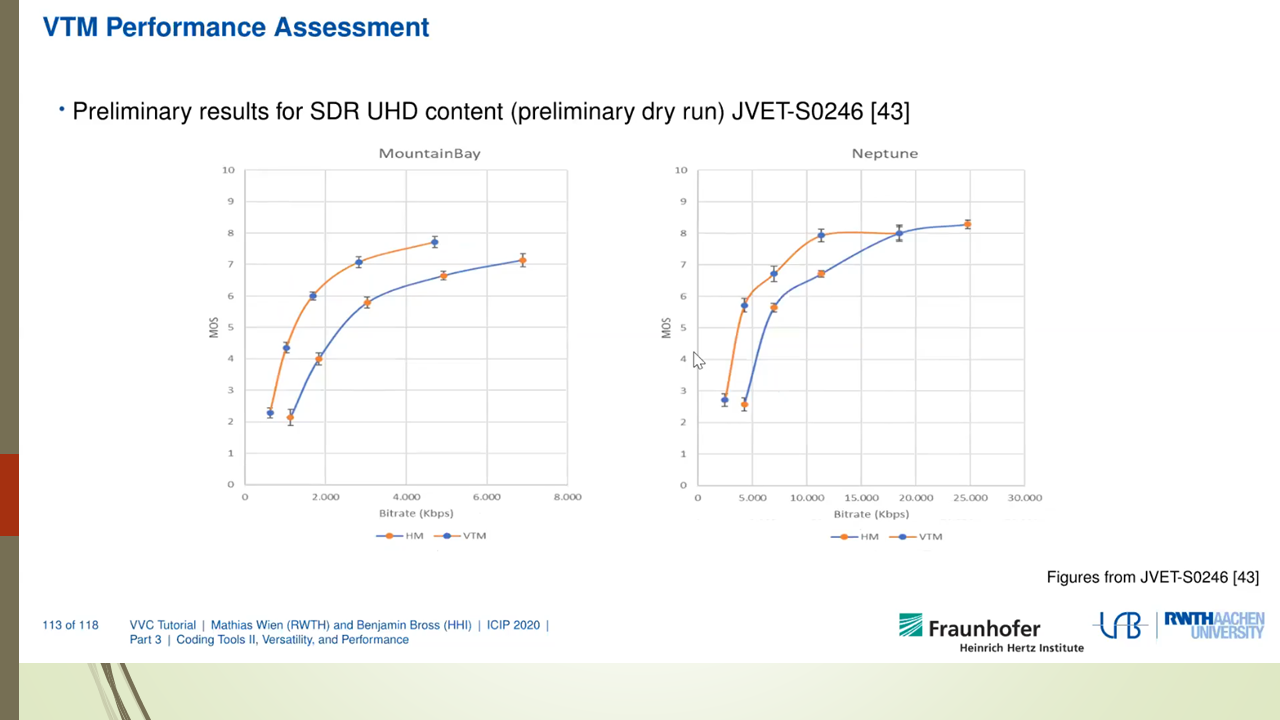 VTM Performance Assessment
• Preliminary results for SDR UHD content (preliminary dry run) JVET-S0246 [43]
MountainBay
10
9
8
7
6
5
4
3
2
1
0
MOS
0 2.000 4.000 6.000 8.000
Bitrate (Kbps)
HM VTM
Neptune
10
9
8
7
6
5
4
3
2
1
0
MOS
0 5.000 10.000 15.000 20.000 25.000 30.000
Bitrate (Kbps)
HM VTM
Figures from JVET-S0246 [43]
113 of 118
VVC Tutorial | Mathias Wien (RWTH) and Benjamin Bross (HHI) | ICIP 2020 |
Part 3 | Coding Tools II, Versatility, and Performance
Fraunhofer
Heinrich Hertz Institute
RWTH AACHEN
UNIVERSITY